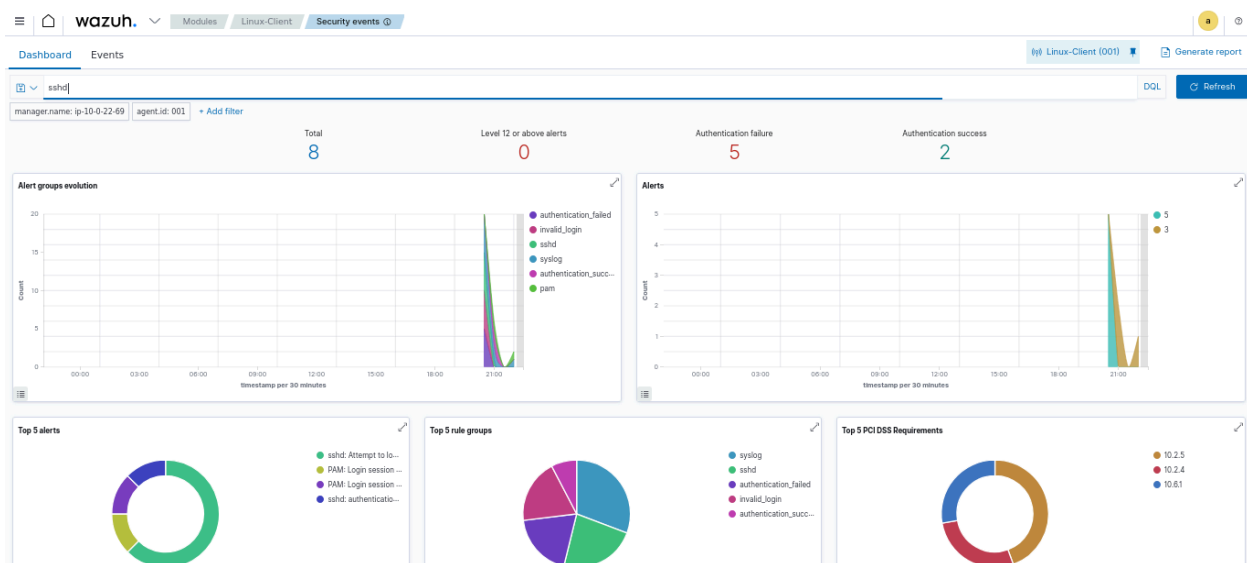 wazuh. Modules Linux-Client Security events a
Dashboard Events Linux-Client (001) Generate report
sshd DQL Refresh
manager.name: ip-10-0-22-69 agent.id: 001 + Add filter
Total Level 12 or above alerts Authentication failure Authentication success
8 0 5 2
Alert groups evolution
20
15
10
5
0
Count
00:00 03:00 06:00 09:00 12:00 15:00 18:00 21:00
timestamp per 30 minutes
authentication_failed
invalid_login
sshd
syslog
authentication_succ...
pam
Alerts
5
4
3
2
1
0
Count
00:00 03:00 06:00 09:00 12:00 15:00 18:00 21:00
timestamp per 30 minutes
5
3
Top 5 alerts
sshd: Attempt to lo...
PAM: Login session ...
PAM: Login session ...
sshd: authenticatio...
Top 5 rule groups
syslog
sshd
authentication_failed
invalid_login
authentication_succ...
Top 5 PCI DSS Requirements
10.2.5
10.2.4
10.6.1